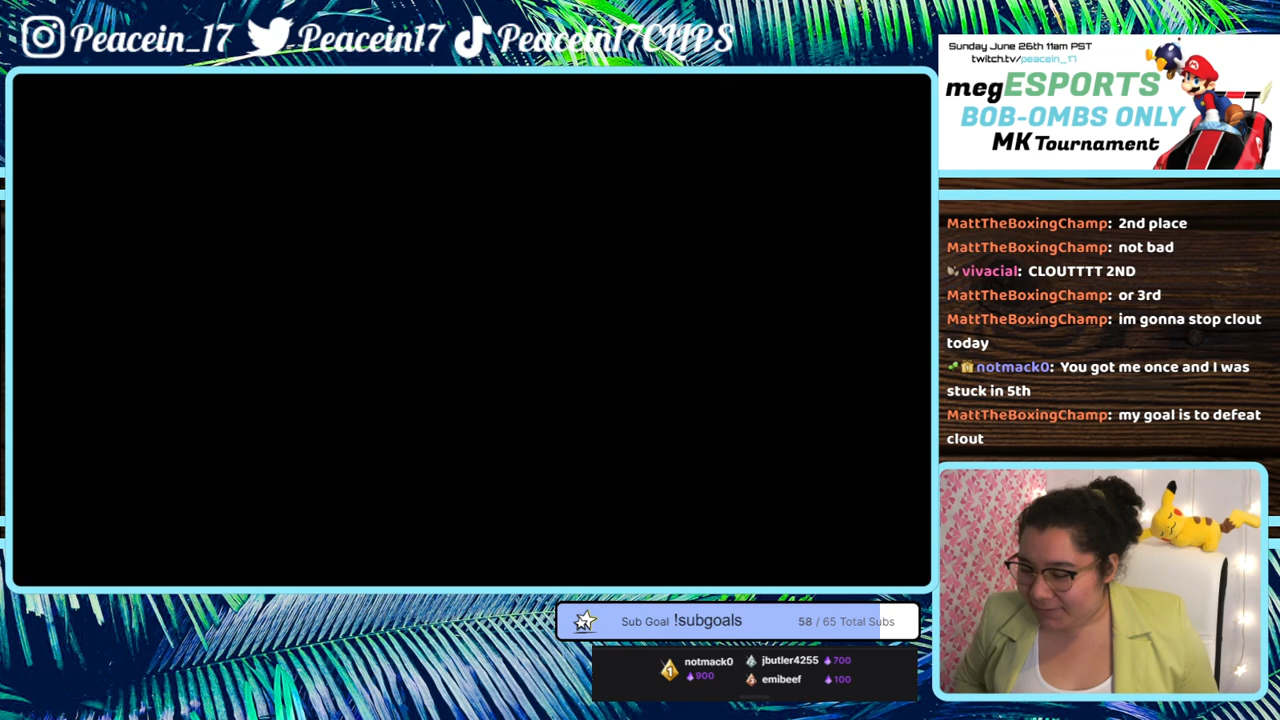 Peacein_17 Peacein17 Peacein17CLIPS
Sunday June 26th 11am PST
twitch.tv/peacein_17
megESPORTS
BOB-OMBS ONLY
MK Tournament
MattTheBoxingChamp: 2nd place
MattTheBoxingChamp: not bad
vivacial: CLOUTTTT 2ND
MattTheBoxingChamp: or 3rd
MattTheBoxingChamp: im gonna stop clout
today
notmack0: You got me once and I was
stuck in 5th
MattTheBoxingChamp: my goal is to defeat
clout
Sub Goal !subgoals 58 / 65 Total Subs
1 notmack0 900
2 jbutler4255 700
3 emibeef 100